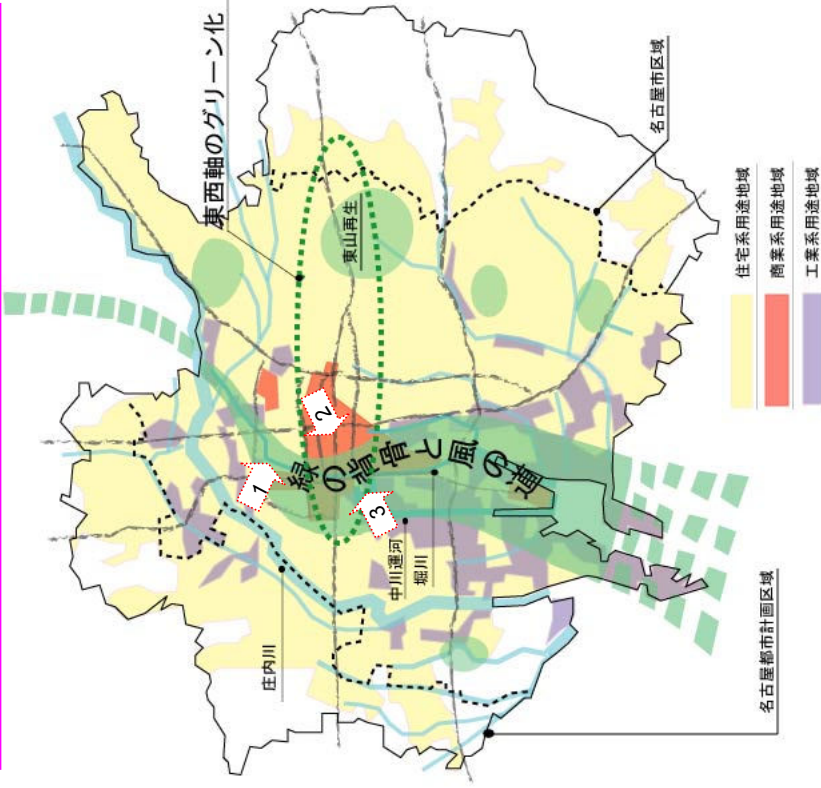 東西軸のグリーン化
名古屋市区域
東山再生
2
1
緑の背骨と風の道
3
中川運河
堀川
庄内川
住宅系用途地域
商業系用途地域
工業系用途地域
名古屋都市計画区域